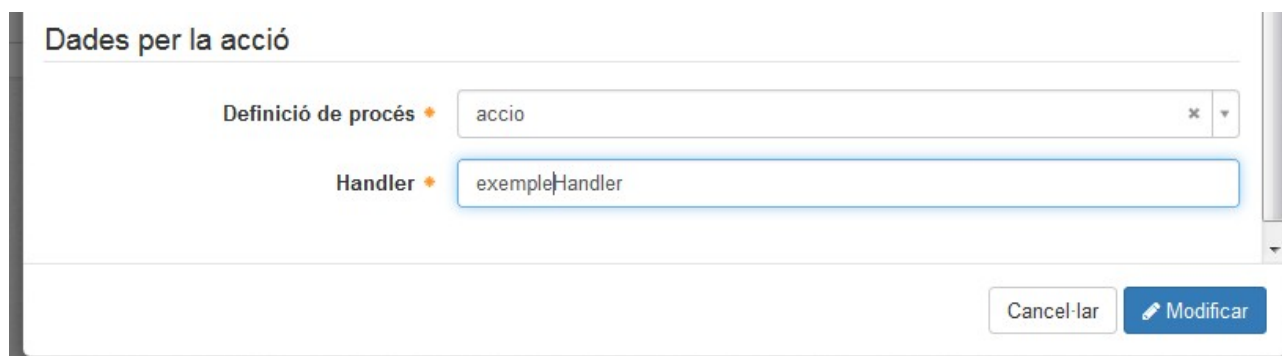 Dades per la acció
Definició de procés * accio
Handler * exempleHandler
Cancel·lar Modificar